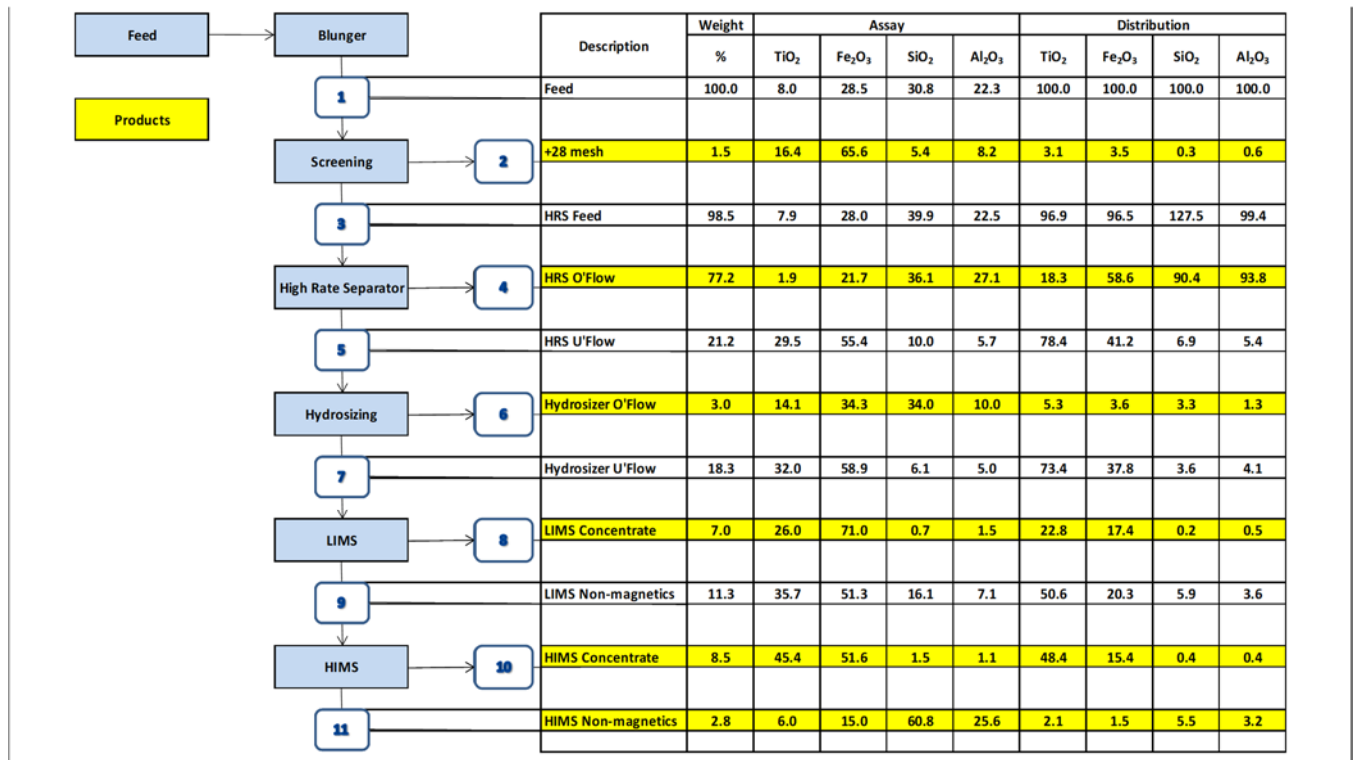 Feed
Blunger
Products
Description Weight Assay Distribution
% TiO₂ Fe₂O₃ SiO₂ Al₂O₃ TiO₂ Fe₂O₃ SiO₂ Al₂O₃
1 Feed 100.0 8.0 28.5 30.8 22.3 100.0 100.0 100.0 100.0
Screening 2 +28 mesh 1.5 16.4 65.6 5.4 8.2 3.1 3.5 0.3 0.6
3 HRS Feed 98.5 7.9 28.0 39.9 22.5 96.9 96.5 127.5 99.4
High Rate Separator 4 HRS O'Flow 77.2 1.9 21.7 36.1 27.1 18.3 58.6 90.4 93.8
5 HRS U'Flow 21.2 29.5 55.4 10.0 5.7 78.4 41.2 6.9 5.4
Hydrosizing 6 Hydrosizer O'Flow 3.0 14.1 34.3 34.0 10.0 5.3 3.6 3.3 1.3
7 Hydrosizer U'Flow 18.3 32.0 58.9 6.1 5.0 73.4 37.8 3.6 4.1
LIMS 8 LIMS Concentrate 7.0 26.0 71.0 0.7 1.5 22.8 17.4 0.2 0.5
9 LIMS Non-magnetics 11.3 35.7 51.3 16.1 7.1 50.6 20.3 5.9 3.6
HIMS 10 HIMS Concentrate 8.5 45.4 51.6 1.5 1.1 48.4 15.4 0.4 0.4
11 HIMS Non-magnetics 2.8 6.0 15.0 60.8 25.6 2.1 1.5 5.5 3.2